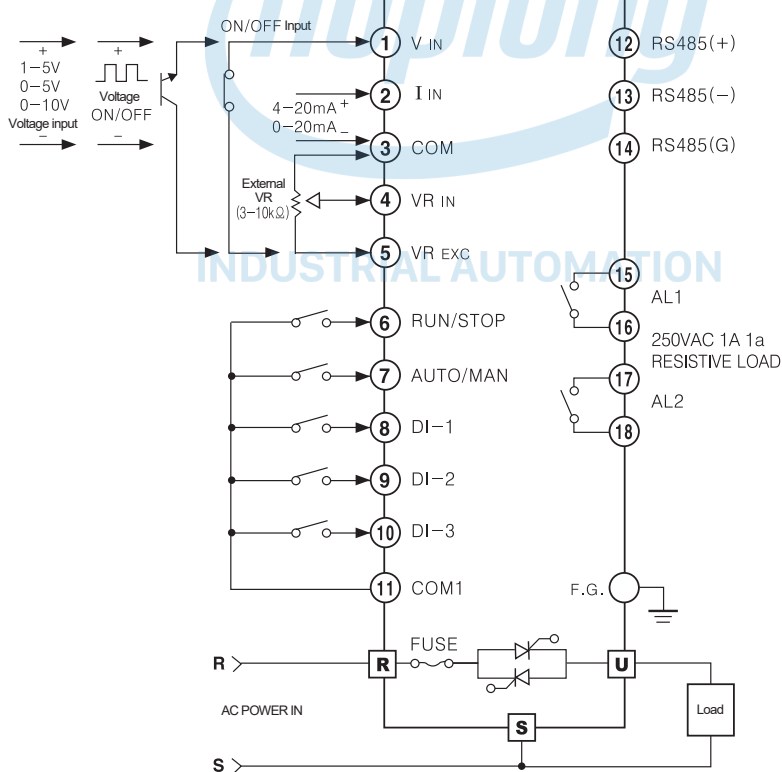 ON/OFF Input
+
1-5V
0-5V
0-10V
Voltage input
−
+
Voltage
ON/OFF
−
1 V IN
2 I IN
4-20mA +
0-20mA −
3 COM
External
VR
(3-10kΩ)
4 VR IN
5 VR EXC
INDUSTRIAL AUTOMATION
6 RUN/STOP
7 AUTO/MAN
8 DI-1
9 DI-2
10 DI-3
11 COM1
12 RS485(+)
13 RS485(-)
14 RS485(G)
15
AL1
16
250VAC 1A 1a
RESISTIVE LOAD
17
AL2
18
F.G.
R
R
FUSE
U
AC POWER IN
Load
S
S